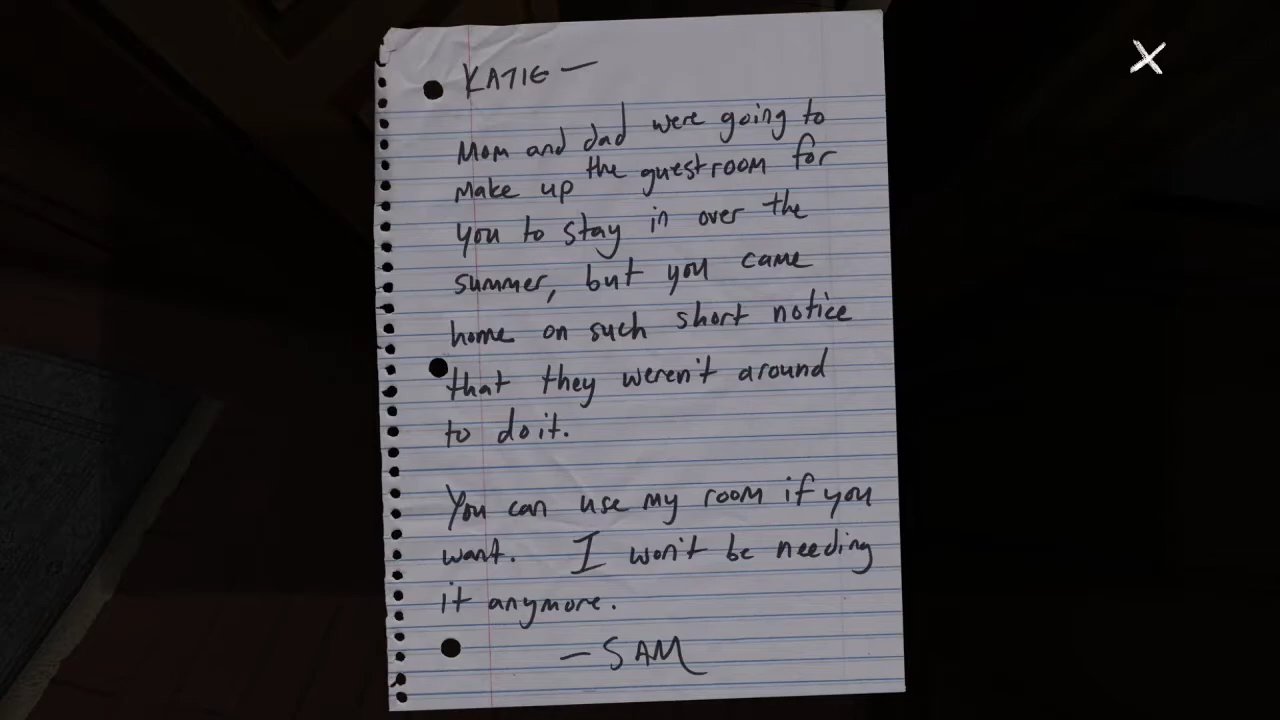 KATIE —
Mom and dad were going to
make up the guestroom for
you to stay in over the
summer, but you came
home on such short notice
that they weren't around
to do it.
You can use my room if you
want. I won't be needing
it anymore.
— SAM